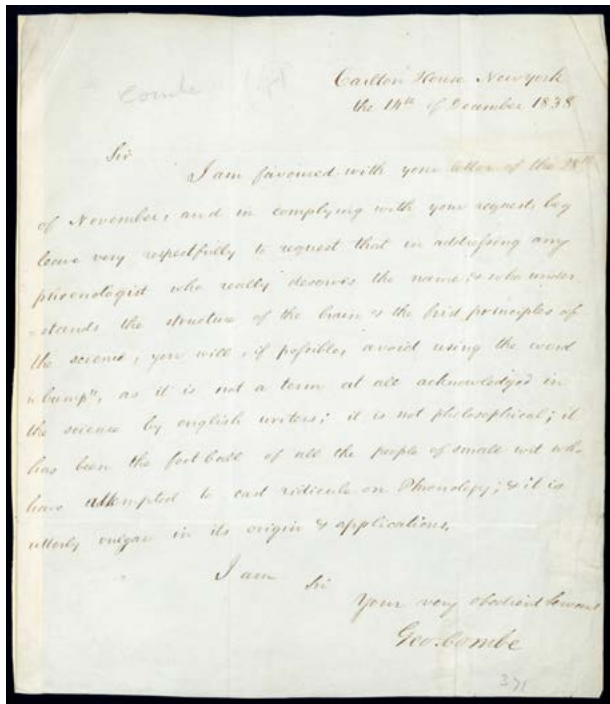 Combe
Carlton House New York
the 14th of December 1838
Sir
I am favoured with your letter of the 28th
of November, and in complying with your request, beg
leave very respectfully to request that in addressing any
phrenologist who really deserves the name, & who under
-stands the structure of the brain & the principles of
the science, you will, if possible, avoid using the word
"bump", as it is not a term at all acknowledged in
the science by english writers; it is not philosophical; it
has been the foot ball of all the people of small wit who
have attempted to cast ridicule on Phrenology; & it is
utterly vulgar in its origin & applications.
I am Sir
Your very obedient Servant
Geo. Combe
371